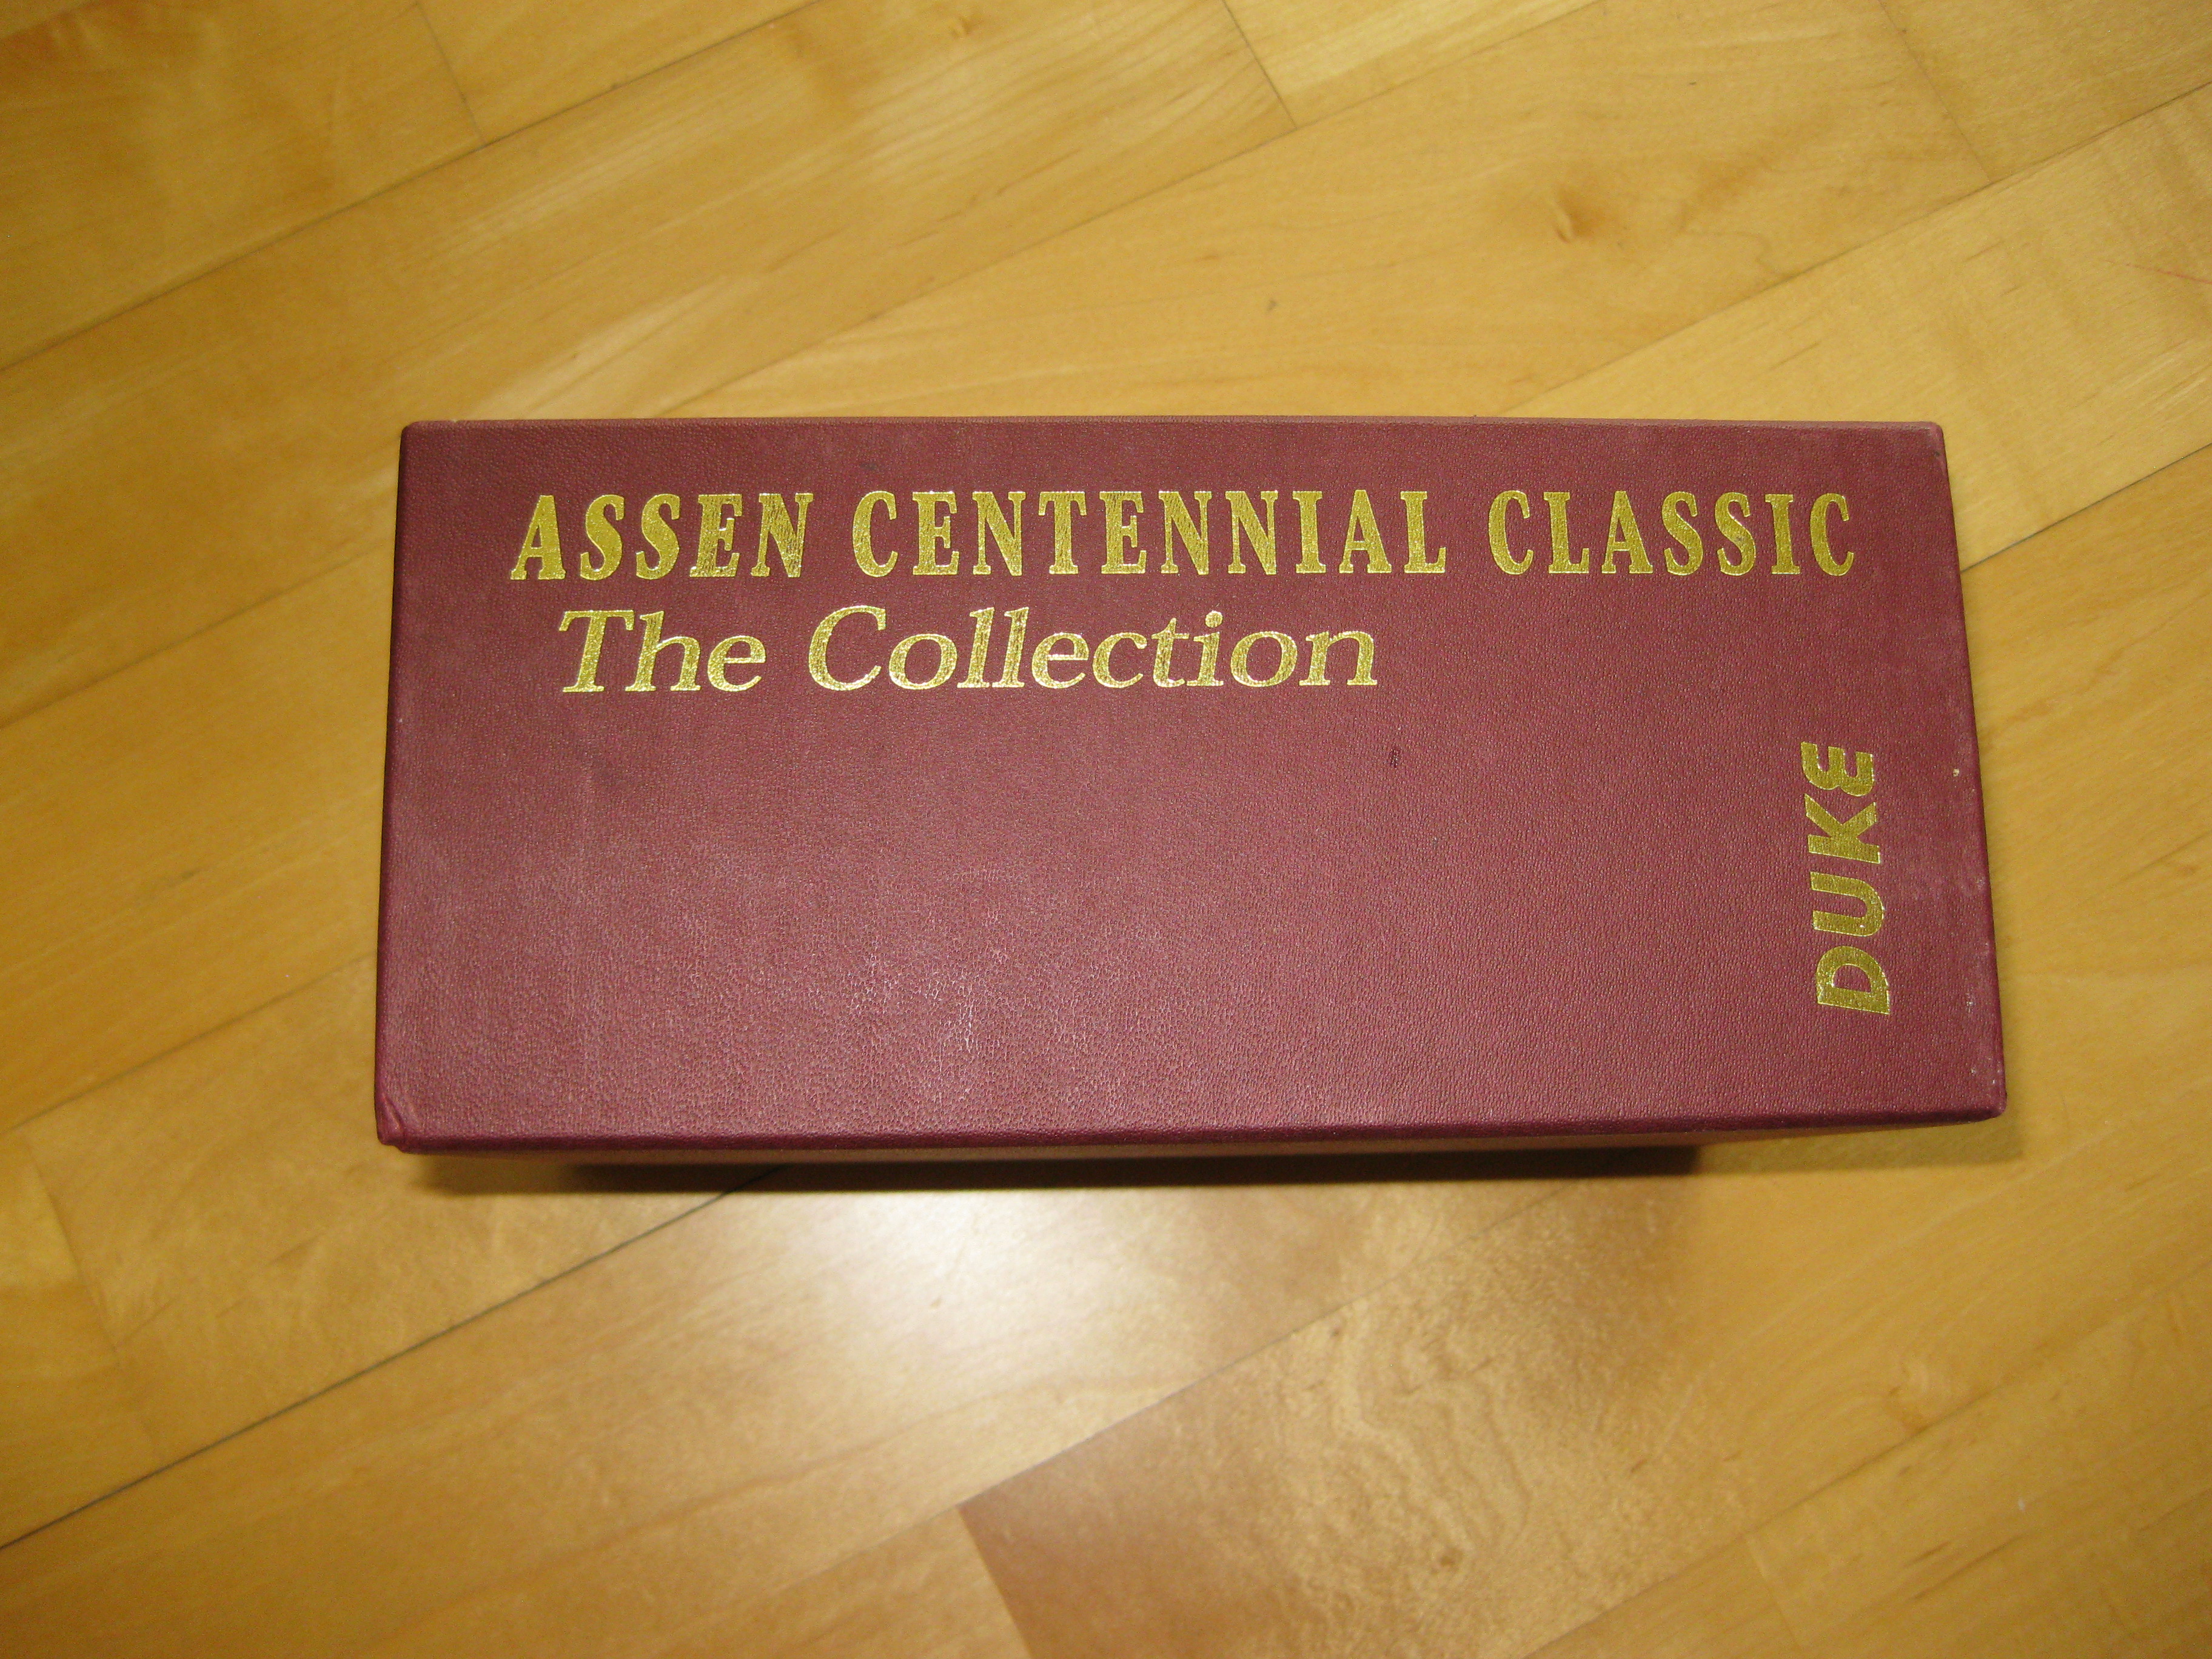 ASSEN CENTENNIAL CLASSIC
The Collection
DUKE